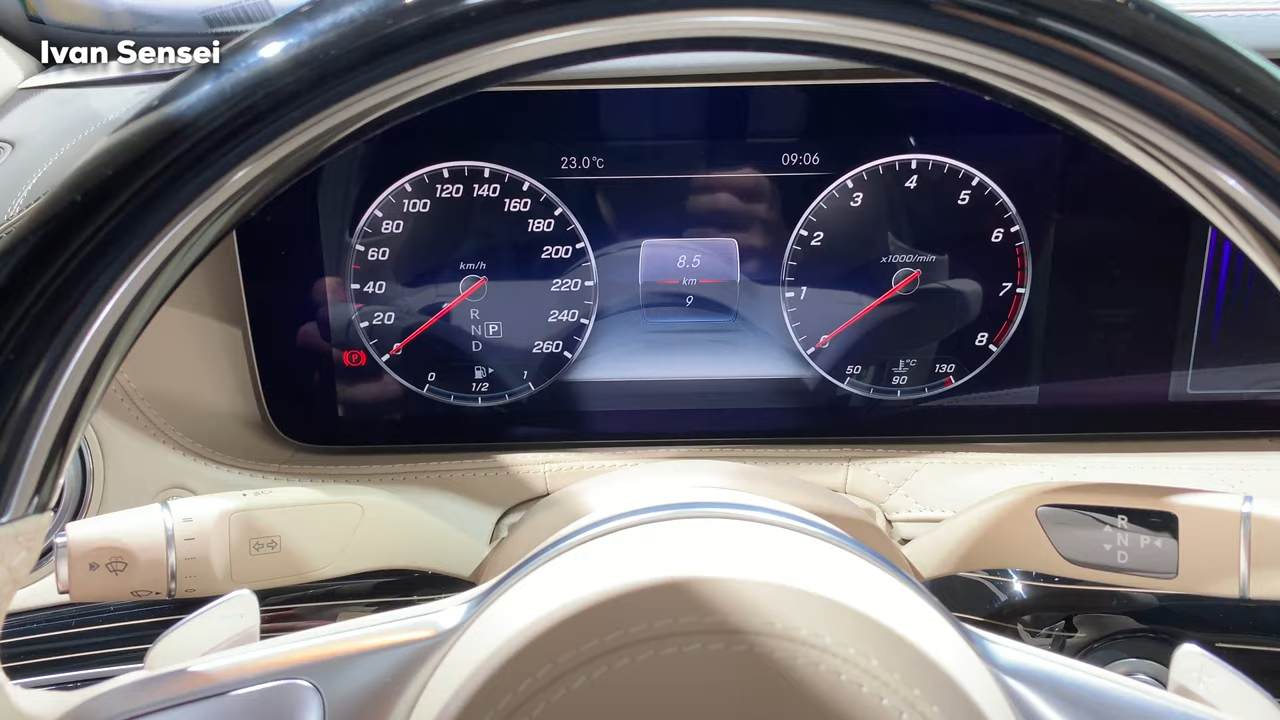 Ivan Sensei
23.0°C 09:06
0 20 40 60 80 100 120 140 160 180 200 220 240 260
km/h
R
N P
D
0 1/2 1
(P)
8.5
km
9
0 1 2 3 4 5 6 7 8
x1000/min
°C
50 90 130
R
N P
D